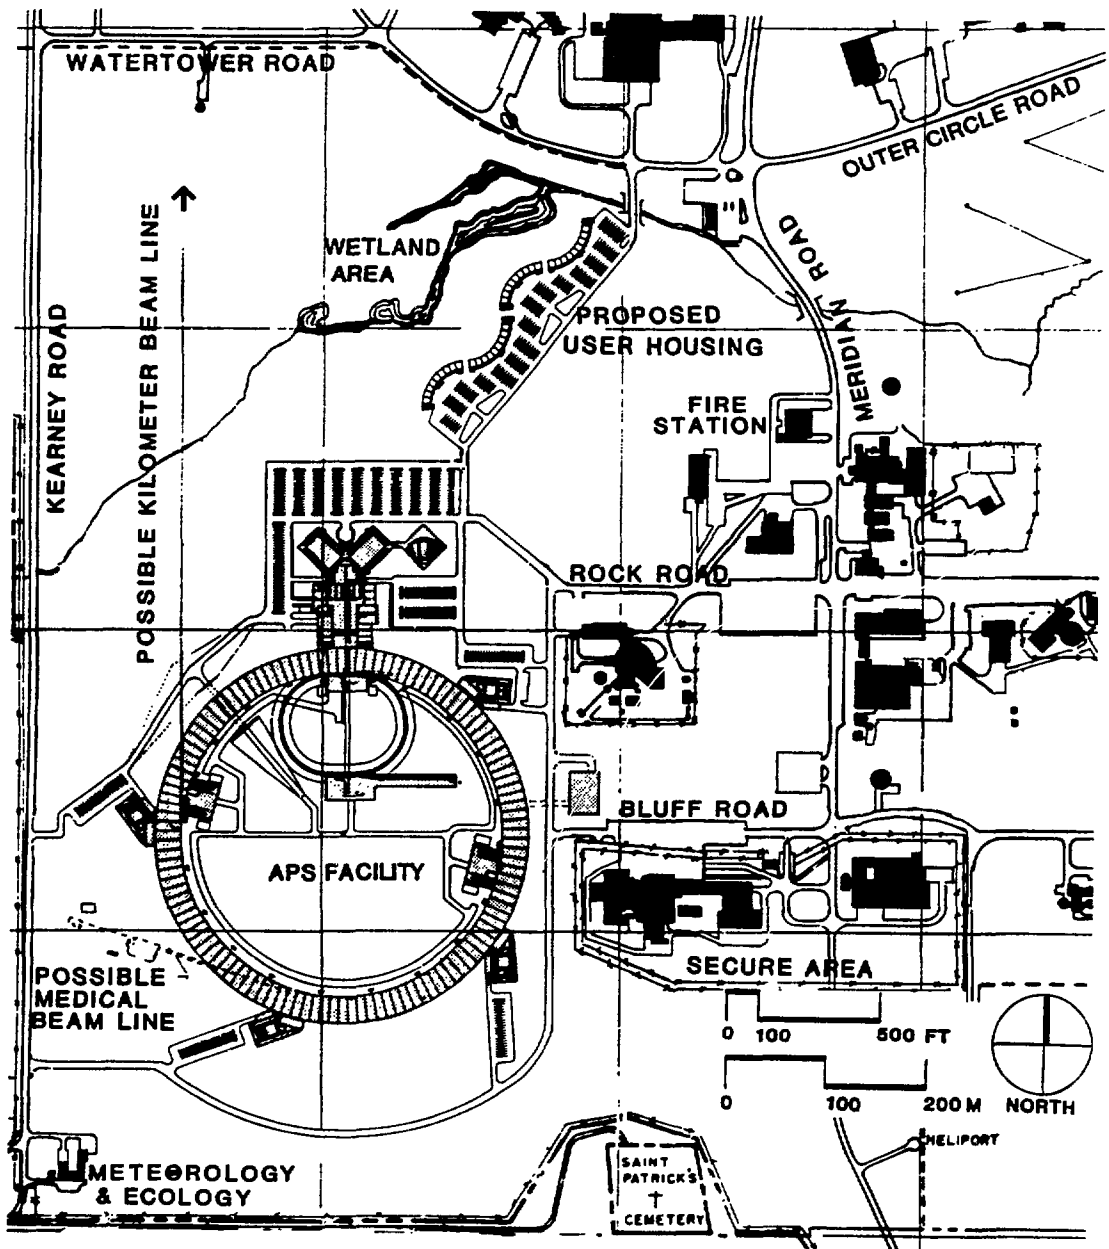 WATERTOWER ROAD
OUTER CIRCLE ROAD
WETLAND
AREA
MERIDIAN ROAD
KEARNEY ROAD
POSSIBLE KILOMETER BEAM LINE
PROPOSED
USER HOUSING
FIRE
STATION
ROCK ROAD
BLUFF ROAD
APS FACILITY
SECURE AREA
POSSIBLE
MEDICAL
BEAM LINE
0 100 500 FT
0 100 200 M
NORTH
HELIPORT
METEOROLOGY
& ECOLOGY
SAINT
PATRICK'S
CEMETERY